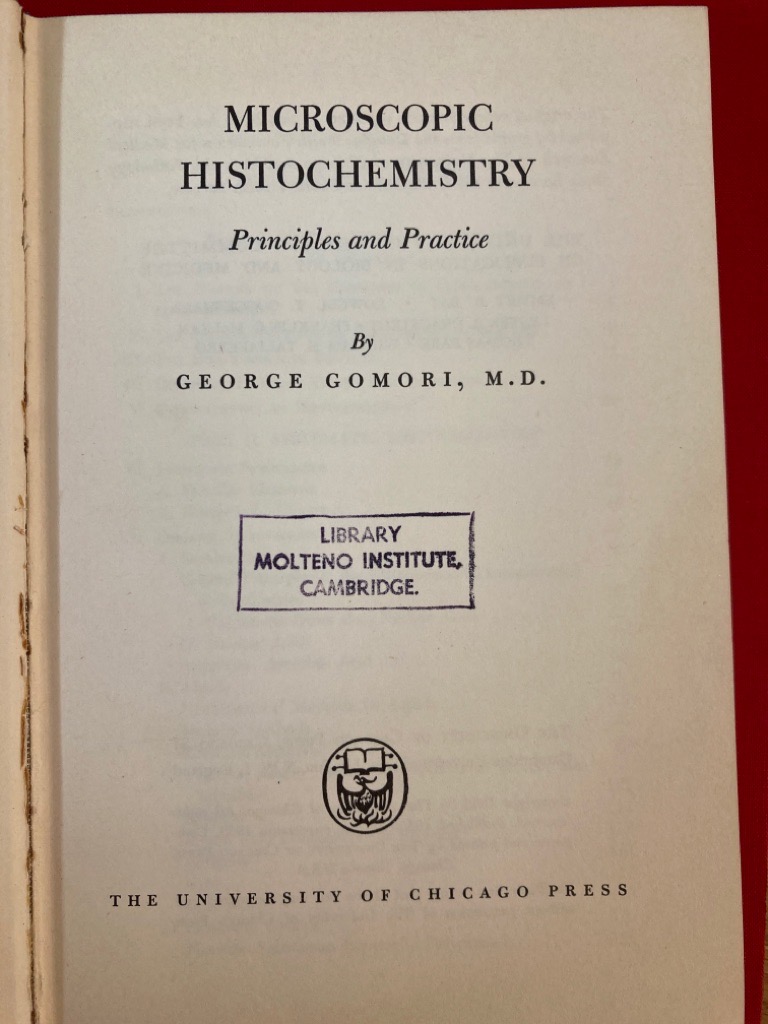 MICROSCOPIC
HISTOCHEMISTRY
Principles and Practice
By
GEORGE GOMORI, M.D.
LIBRARY
MOLTENO INSTITUTE,
CAMBRIDGE.
THE UNIVERSITY OF CHICAGO PRESS